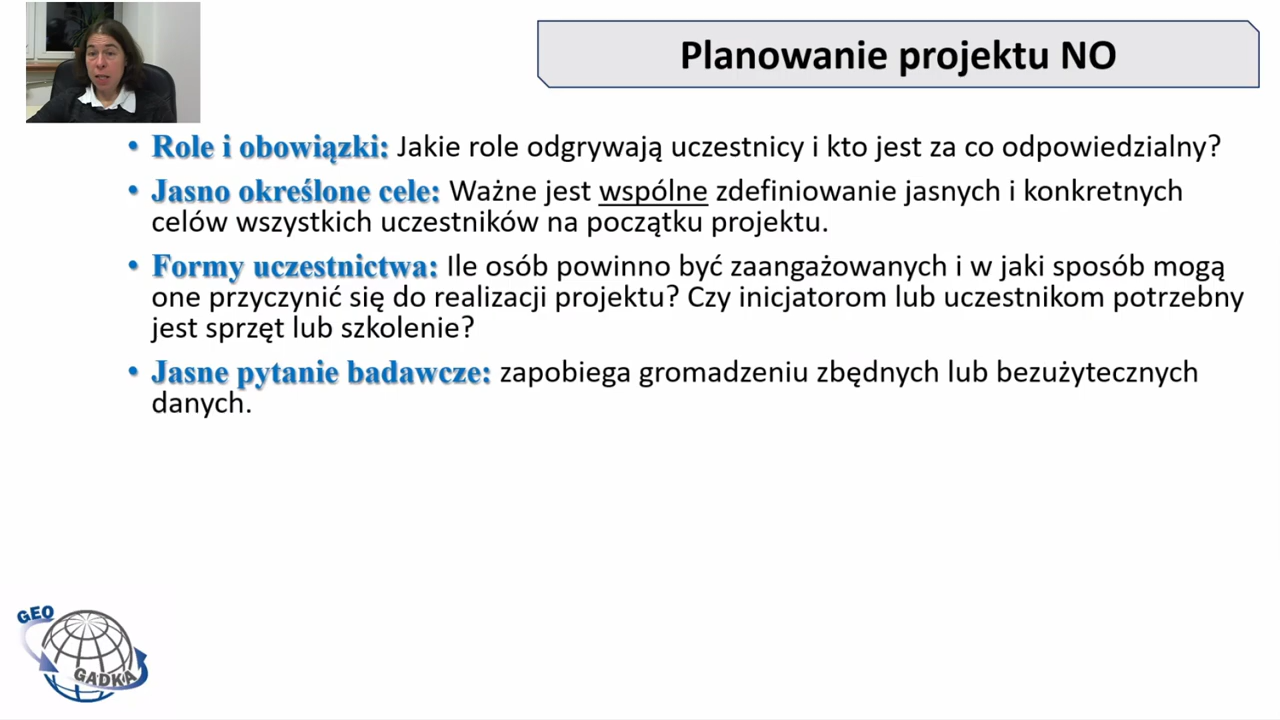 Planowanie projektu NO
• Role i obowiązki: Jakie role odgrywają uczestnicy i kto jest za co odpowiedzialny?
• Jasno określone cele: Ważne jest wspólne zdefiniowanie jasnych i konkretnych
celów wszystkich uczestników na początku projektu.
• Formy uczestnictwa: Ile osób powinno być zaangażowanych i w jaki sposób mogą
one przyczynić się do realizacji projektu? Czy inicjatorom lub uczestnikom potrzebny
jest sprzęt lub szkolenie?
• Jasne pytanie badawcze: zapobiega gromadzeniu zbędnych lub bezużytecznych
danych.
GEO
GADKA